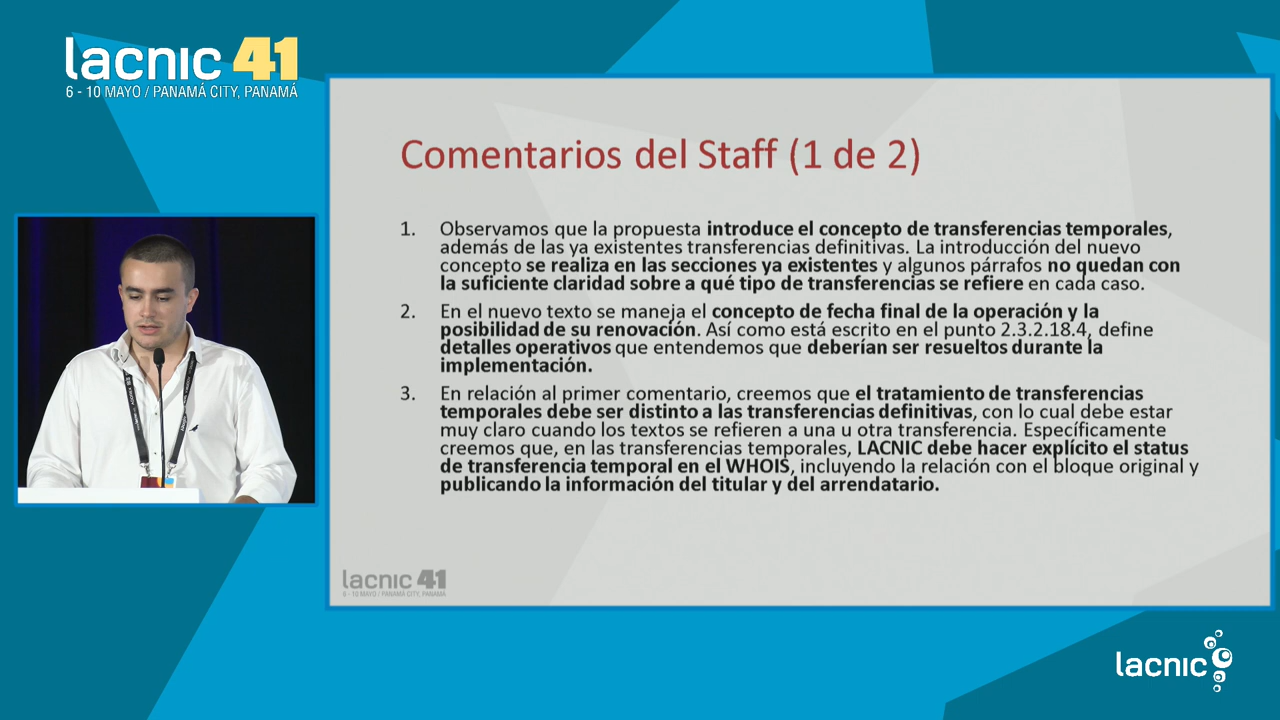 lacnic 41
6 - 10 MAYO / PANAMÁ CITY, PANAMÁ
Comentarios del Staff (1 de 2)
1. Observamos que la propuesta introduce el concepto de transferencias temporales,
además de las ya existentes transferencias definitivas. La introducción del nuevo
concepto se realiza en las secciones ya existentes y algunos párrafos no quedan con
la suficiente claridad sobre a qué tipo de transferencias se refiere en cada caso.
2. En el nuevo texto se maneja el concepto de fecha final de la operación y la
posibilidad de su renovación. Así como está escrito en el punto 2.3.2.18.4, define
detalles operativos que entendemos que deberían ser resueltos durante la
implementación.
3. En relación al primer comentario, creemos que el tratamiento de transferencias
temporales debe ser distinto a las transferencias definitivas, con lo cual debe estar
muy claro cuando los textos se refieren a una u otra transferencia. Específicamente
creemos que, en las transferencias temporales, LACNIC debe hacer explícito el status
de transferencia temporal en el WHOIS, incluyendo la relación con el bloque original y
publicando la información del titular y del arrendatario.
lacnic 41
6 - 10 MAYO / PANAMÁ CITY, PANAMÁ
lacnic